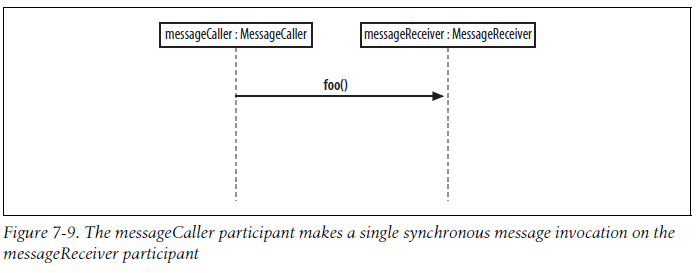 messageCaller : MessageCaller
messageReceiver : MessageReceiver
foo()
Figure 7-9. The messageCaller participant makes a single synchronous message invocation on the
messageReceiver participant